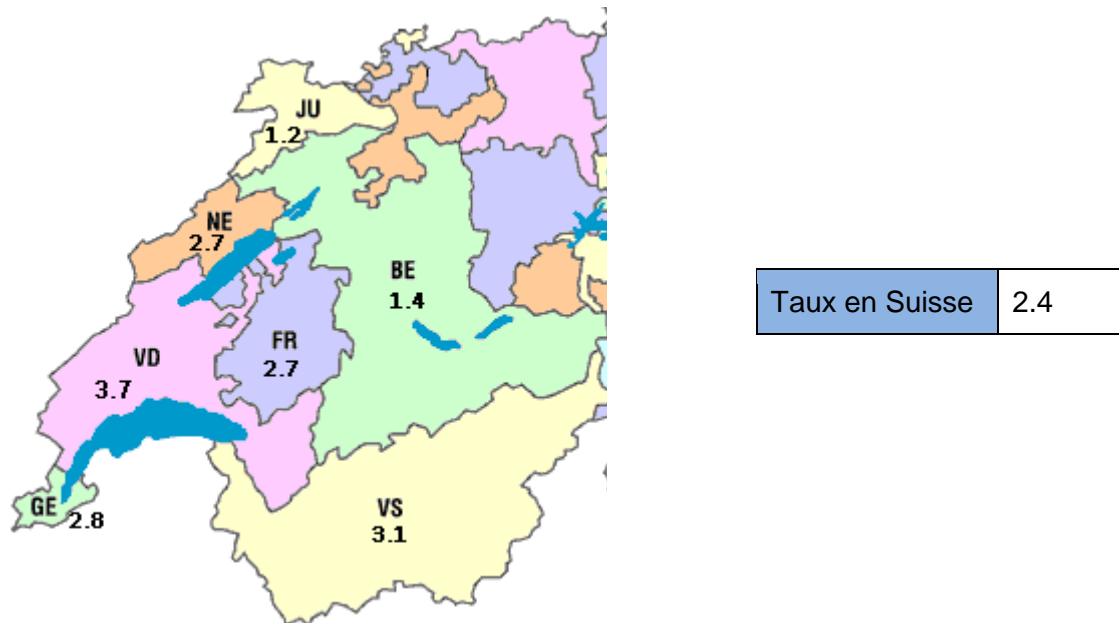 JU
1.2
NE
2.7
BE
1.4
FR
2.7
VD
3.7
GE
2.8
VS
3.1
Taux en Suisse 2.4